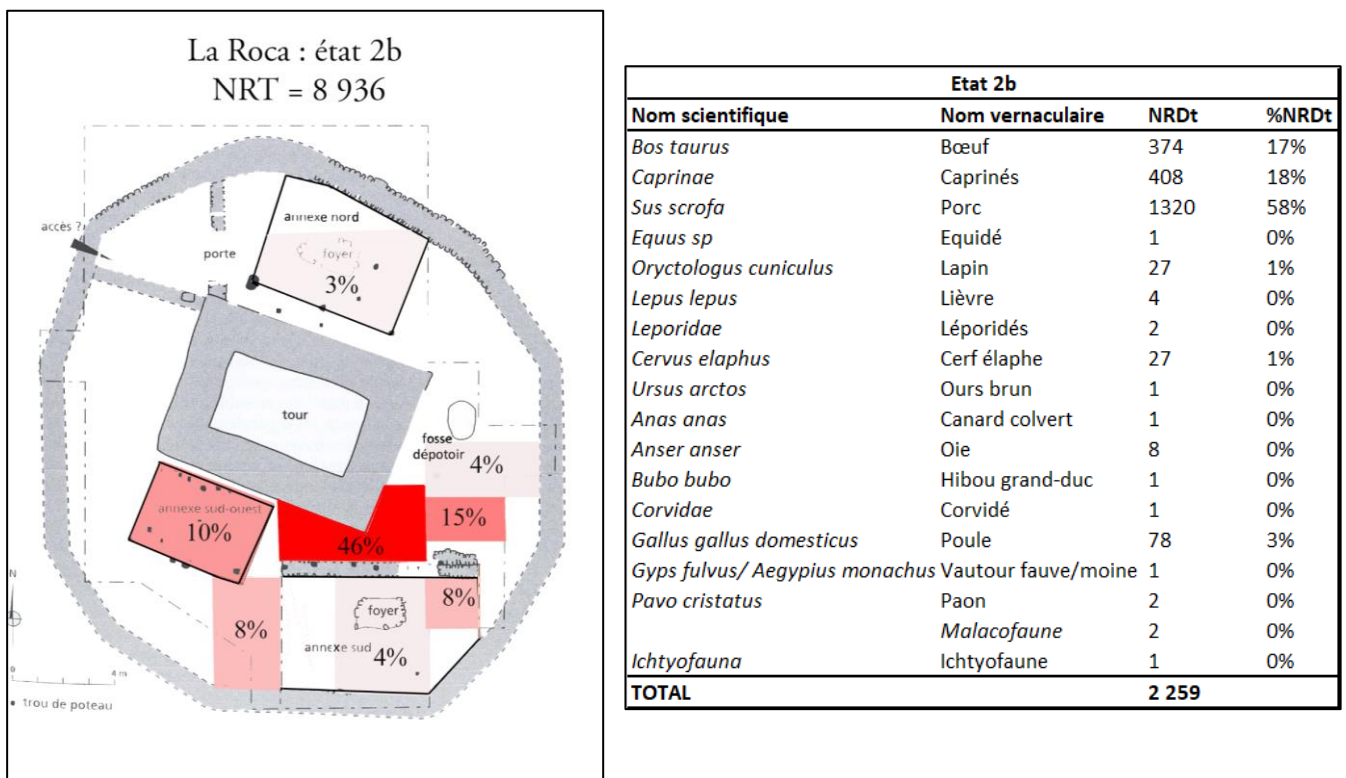 La Roca : état 2b
NRT = 8 936
annexe nord
accès ?
porte
foyer
3%
tour
fosse
dépotoir
4%
annexe sud-ouest
10%
15%
46%
N
foyer
8%
8%
annexe sud
4%
0
4 m
• trou de poteau
Etat 2b
Nom scientifique Nom vernaculaire NRDt %NRDt
Bos taurus Bœuf 374 17%
Caprinae Caprinés 408 18%
Sus scrofa Porc 1320 58%
Equus sp Equidé 1 0%
Oryctologus cuniculus Lapin 27 1%
Lepus lepus Lièvre 4 0%
Leporidae Léporidés 2 0%
Cervus elaphus Cerf élaphe 27 1%
Ursus arctos Ours brun 1 0%
Anas anas Canard colvert 1 0%
Anser anser Oie 8 0%
Bubo bubo Hibou grand-duc 1 0%
Corvidae Corvidé 1 0%
Gallus gallus domesticus Poule 78 3%
Gyps fulvus/ Aegypius monachus Vautour fauve/moine 1 0%
Pavo cristatus Paon 2 0%
Malacofaune 2 0%
Ichtyofauna Ichtyofaune 1 0%
TOTAL 2 259